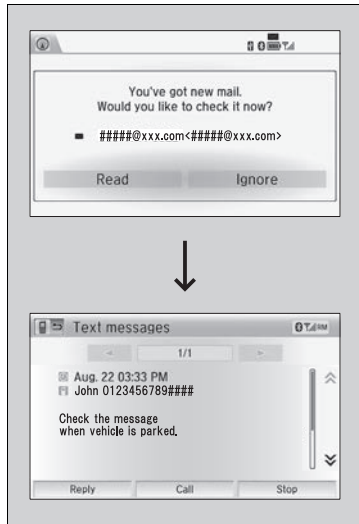 You've got new mail.
Would you like to check it now?
#####@xxx.com<#####@xxx.com>
Read Ignore
Text messages
1/1
Aug. 22 03:33 PM
John 0123456789####
Check the message
when vehicle is parked.
Reply Call Stop